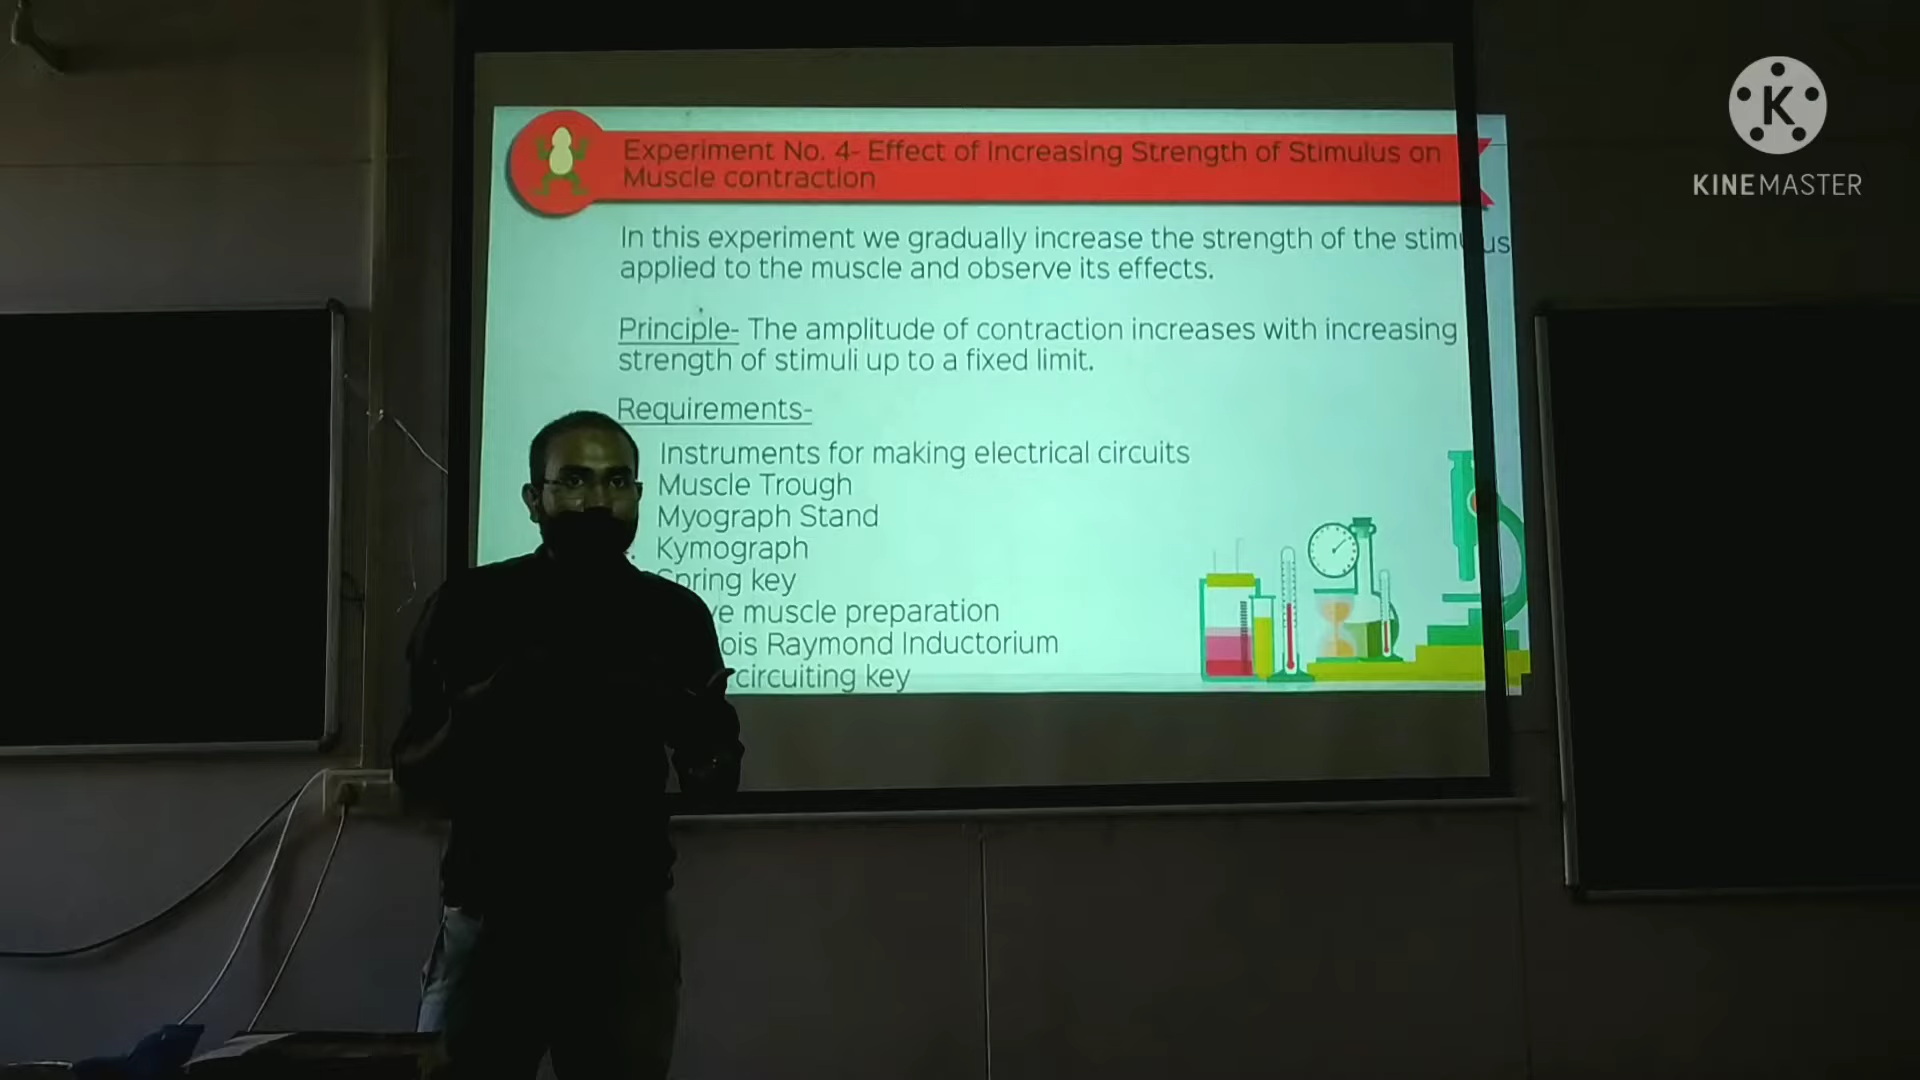 Experiment No. 4- Effect of Increasing Strength of Stimulus on
Muscle contraction
In this experiment we gradually increase the strength of the stimulus
applied to the muscle and observe its effects.
Principle- The amplitude of contraction increases with increasing
strength of stimuli up to a fixed limit.
Requirements-
Instruments for making electrical circuits
Muscle Trough
Myograph Stand
Kymograph
Spring key
muscle preparation
Raymond Inductorium
circuiting key
K
KINEMASTER